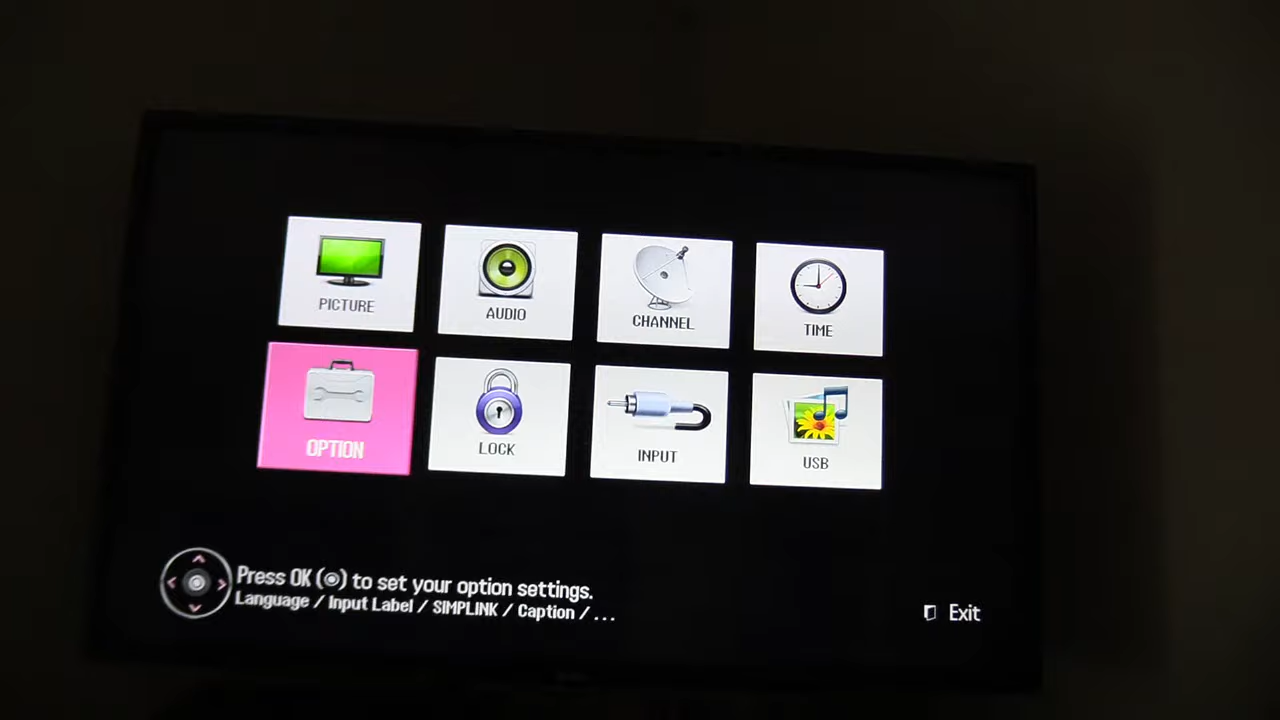 PICTURE
AUDIO
CHANNEL
TIME
OPTION
LOCK
INPUT
USB
Press OK (◉) to set your option settings.
Language / Input Label / SIMPLINK / Caption / ...
Exit